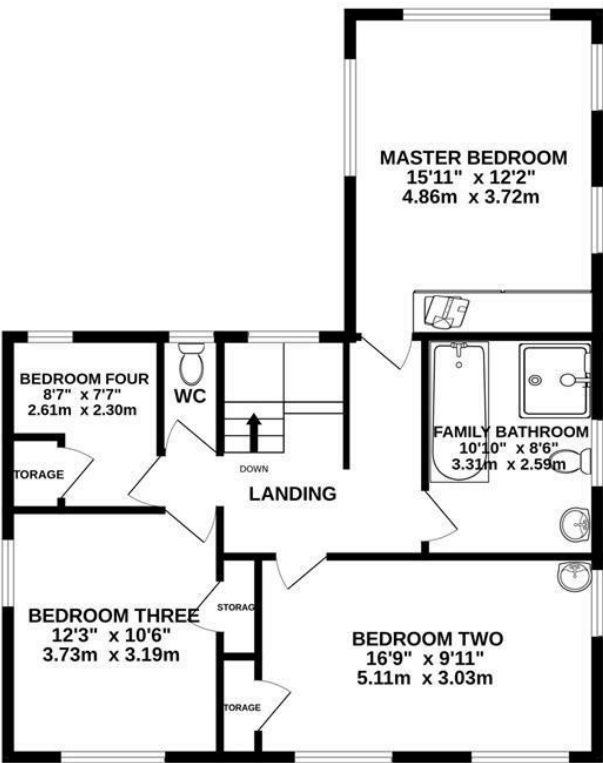 MASTER BEDROOM
15'11" x 12'2"
4.86m x 3.72m
BEDROOM FOUR
8'7" x 7'7"
2.61m x 2.30m
WC
TORAGE
DOWN
LANDING
FAMILY BATHROOM
10'10" x 8'6"
3.31m x 2.59m
BEDROOM THREE
12'3" x 10'6"
3.73m x 3.19m
STORAG
BEDROOM TWO
16'9" x 9'11"
5.11m x 3.03m
TORAGE